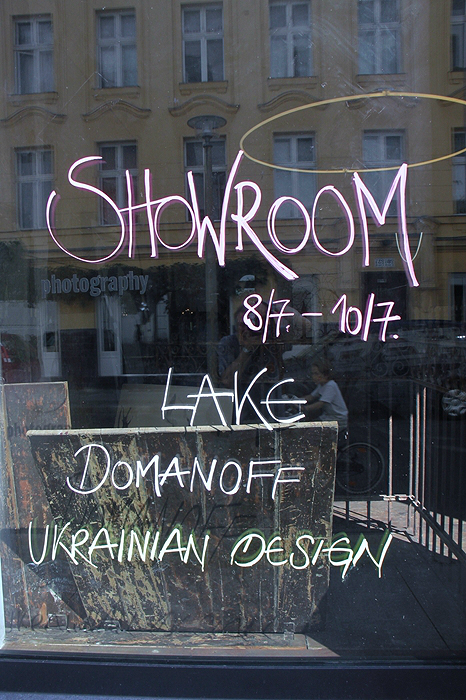 SHOWROOM
photography
8/7. - 10/7.
LAKE
DOMANOFF
UKRAINIAN DESIGN